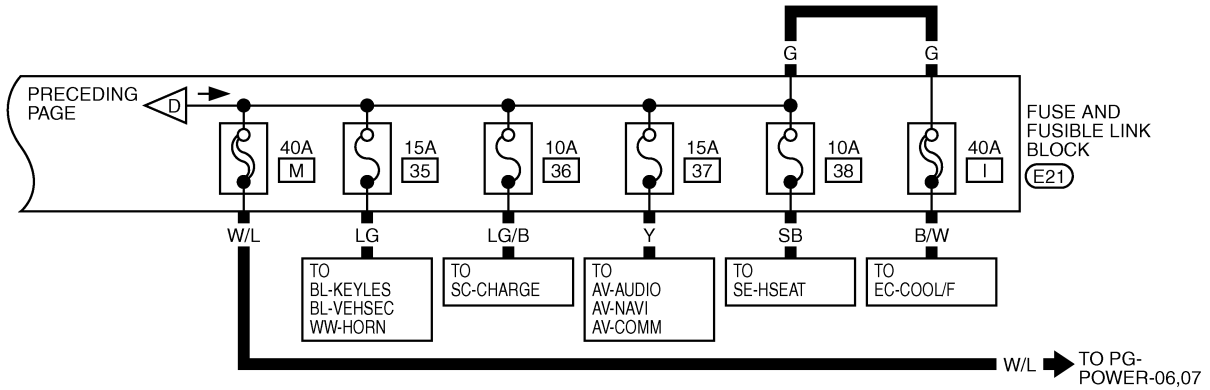 G
G
PRECEDING
PAGE
D
FUSE AND
FUSIBLE LINK
BLOCK
E21
40A
M
15A
35
10A
36
15A
37
10A
38
40A
I
W/L
LG
LG/B
Y
SB
B/W
TO
BL-KEYLES
BL-VEHSEC
WW-HORN
TO
SC-CHARGE
TO
AV-AUDIO
AV-NAVI
AV-COMM
TO
SE-HSEAT
TO
EC-COOL/F
W/L
TO PG-
POWER-06,07